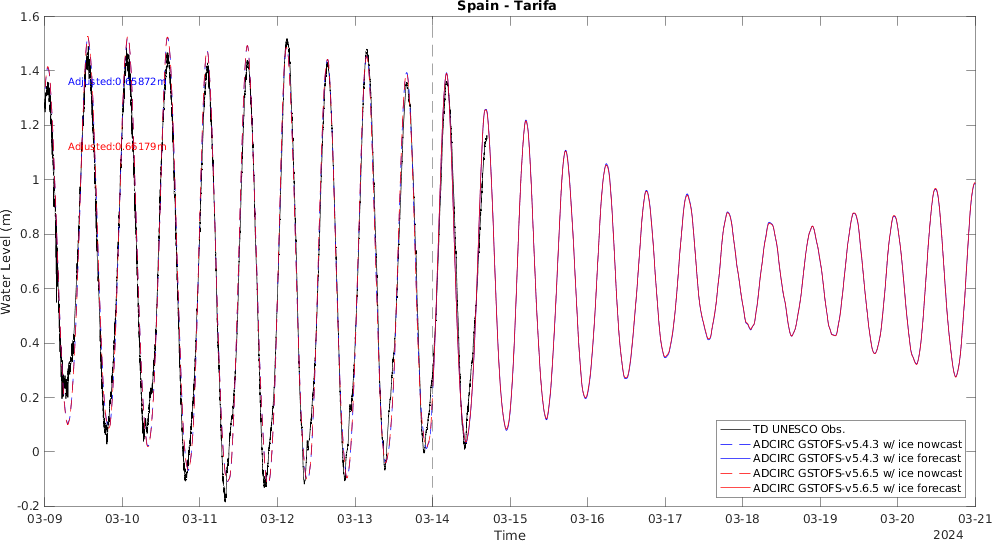 Spain - Tarifa
1.6
1.4
1.2
1
0.8
0.6
0.4
0.2
0
-0.2
Water Level (m)
Adjusted:0.65872m
Adjusted:0.66179m
TD UNESCO Obs.
ADCIRC GSTOFS-v5.4.3 w/ ice nowcast
ADCIRC GSTOFS-v5.4.3 w/ ice forecast
ADCIRC GSTOFS-v5.6.5 w/ ice nowcast
ADCIRC GSTOFS-v5.6.5 w/ ice forecast
03-09 03-10 03-11 03-12 03-13 03-14 03-15 03-16 03-17 03-18 03-19 03-20 03-21
Time
2024